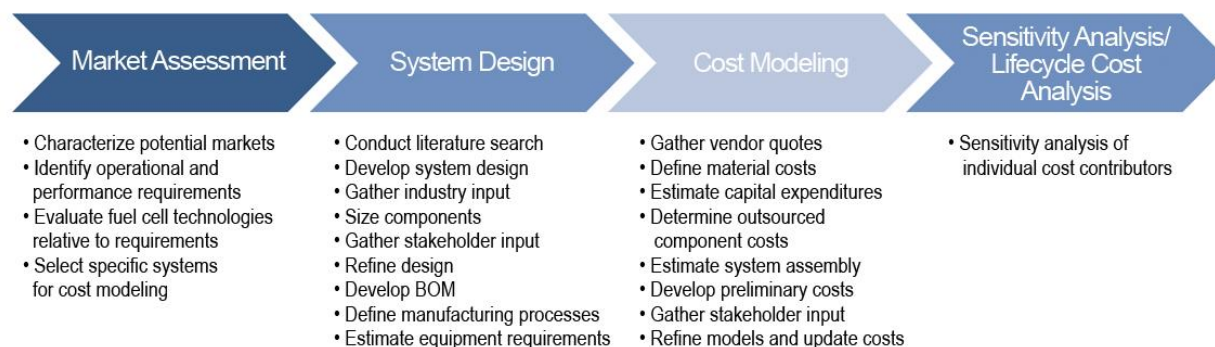 Market Assessment
System Design
Cost Modeling
Sensitivity Analysis/
Lifecycle Cost
Analysis
• Characterize potential markets
• Identify operational and
performance requirements
• Evaluate fuel cell technologies
relative to requirements
• Select specific systems
for cost modeling
• Conduct literature search
• Develop system design
• Gather industry input
• Size components
• Gather stakeholder input
• Refine design
• Develop BOM
• Define manufacturing processes
• Estimate equipment requirements
• Gather vendor quotes
• Define material costs
• Estimate capital expenditures
• Determine outsourced
component costs
• Estimate system assembly
• Develop preliminary costs
• Gather stakeholder input
• Refine models and update costs
• Sensitivity analysis of
individual cost contributors